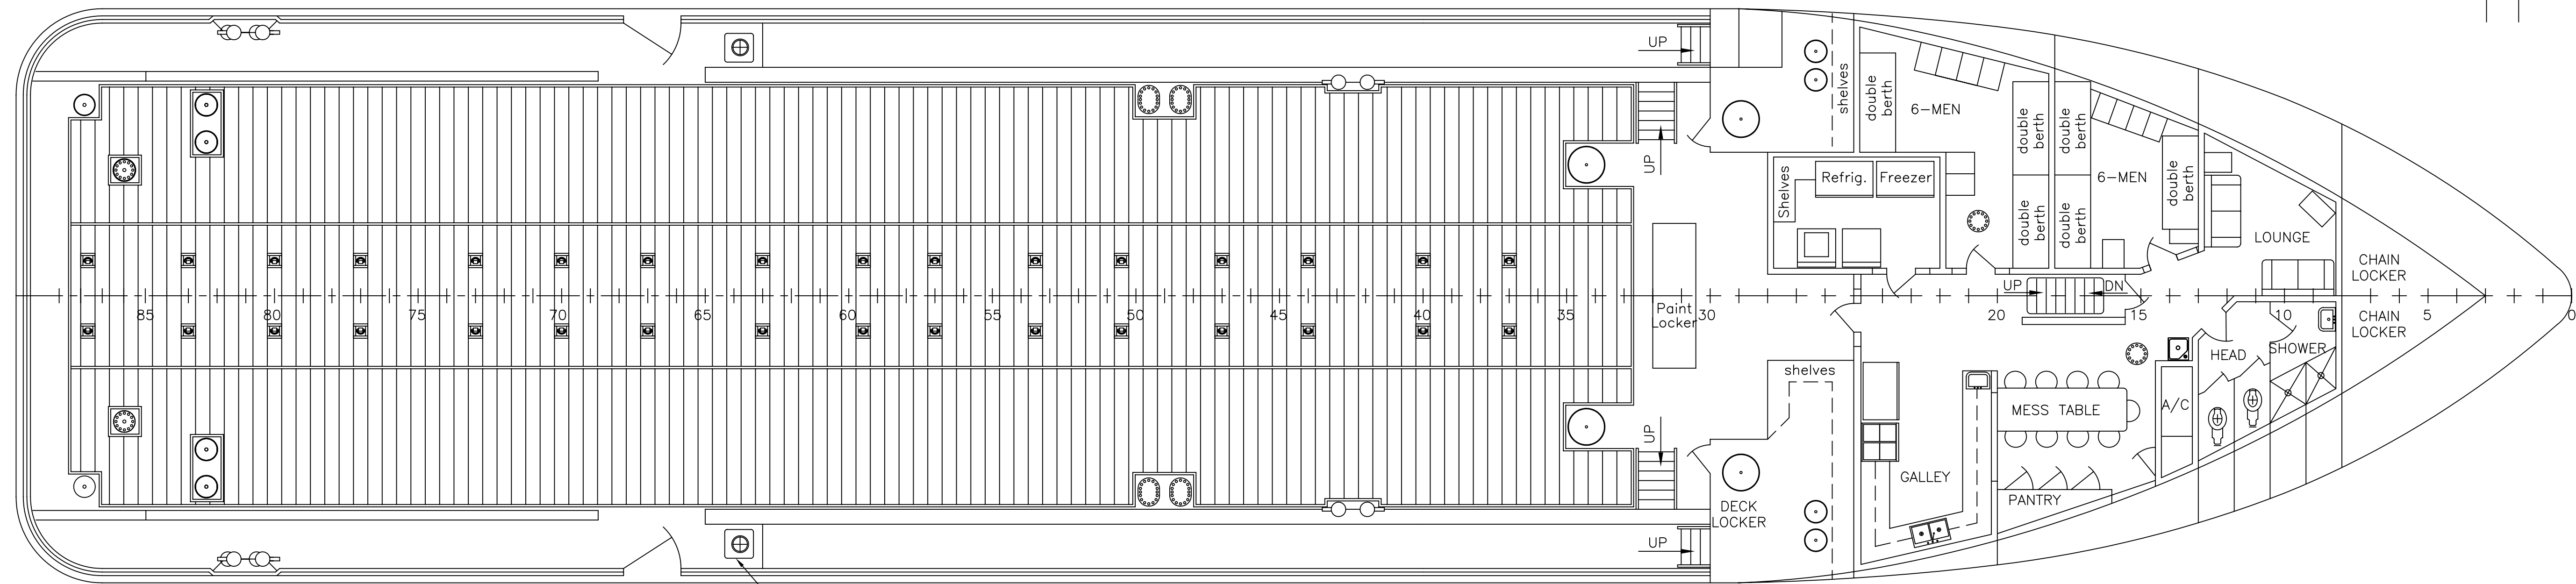 UP
shelves
double
berth
6-MEN
double
berth
double
berth
UP
Shelves
Refrig.
Freezer
6-MEN
double
berth
double
berth
double
berth
LOUNGE
CHAIN
LOCKER
UP
DN
85
80
75
70
65
60
55
50
45
40
35
Paint
Locker
30
20
15
10
5
0
CHAIN
LOCKER
HEAD
SHOWER
shelves
MESS TABLE
A/C
UP
GALLEY
PANTRY
DECK
LOCKER
UP